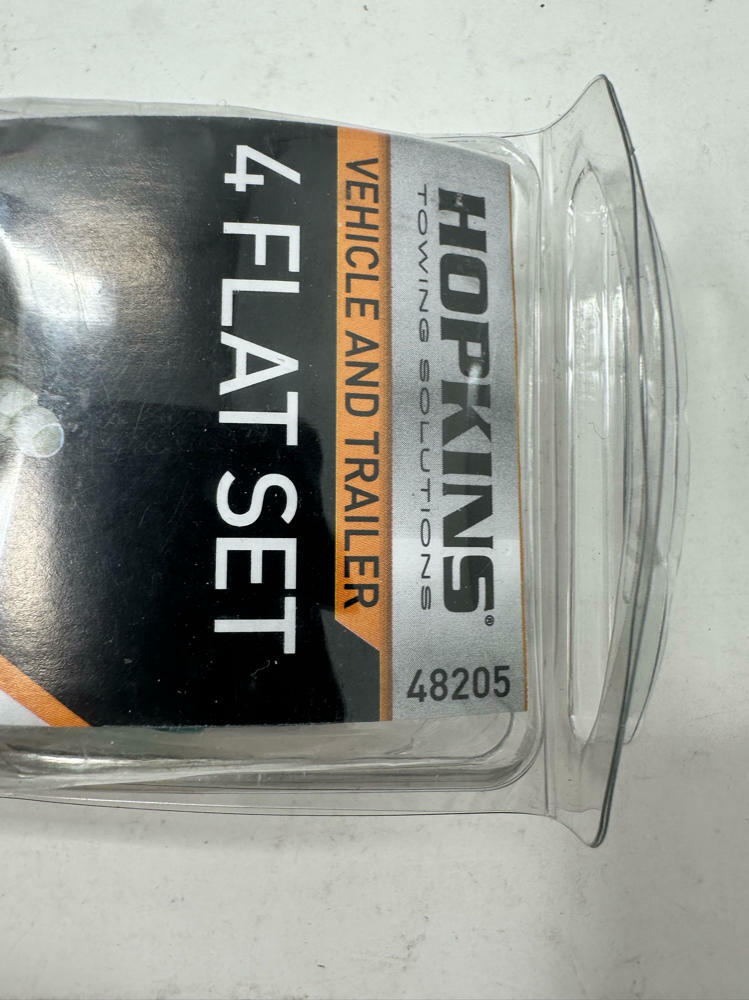 HOPKINS®
TOWING SOLUTIONS
48205
VEHICLE AND TRAILER
4 FLAT SET